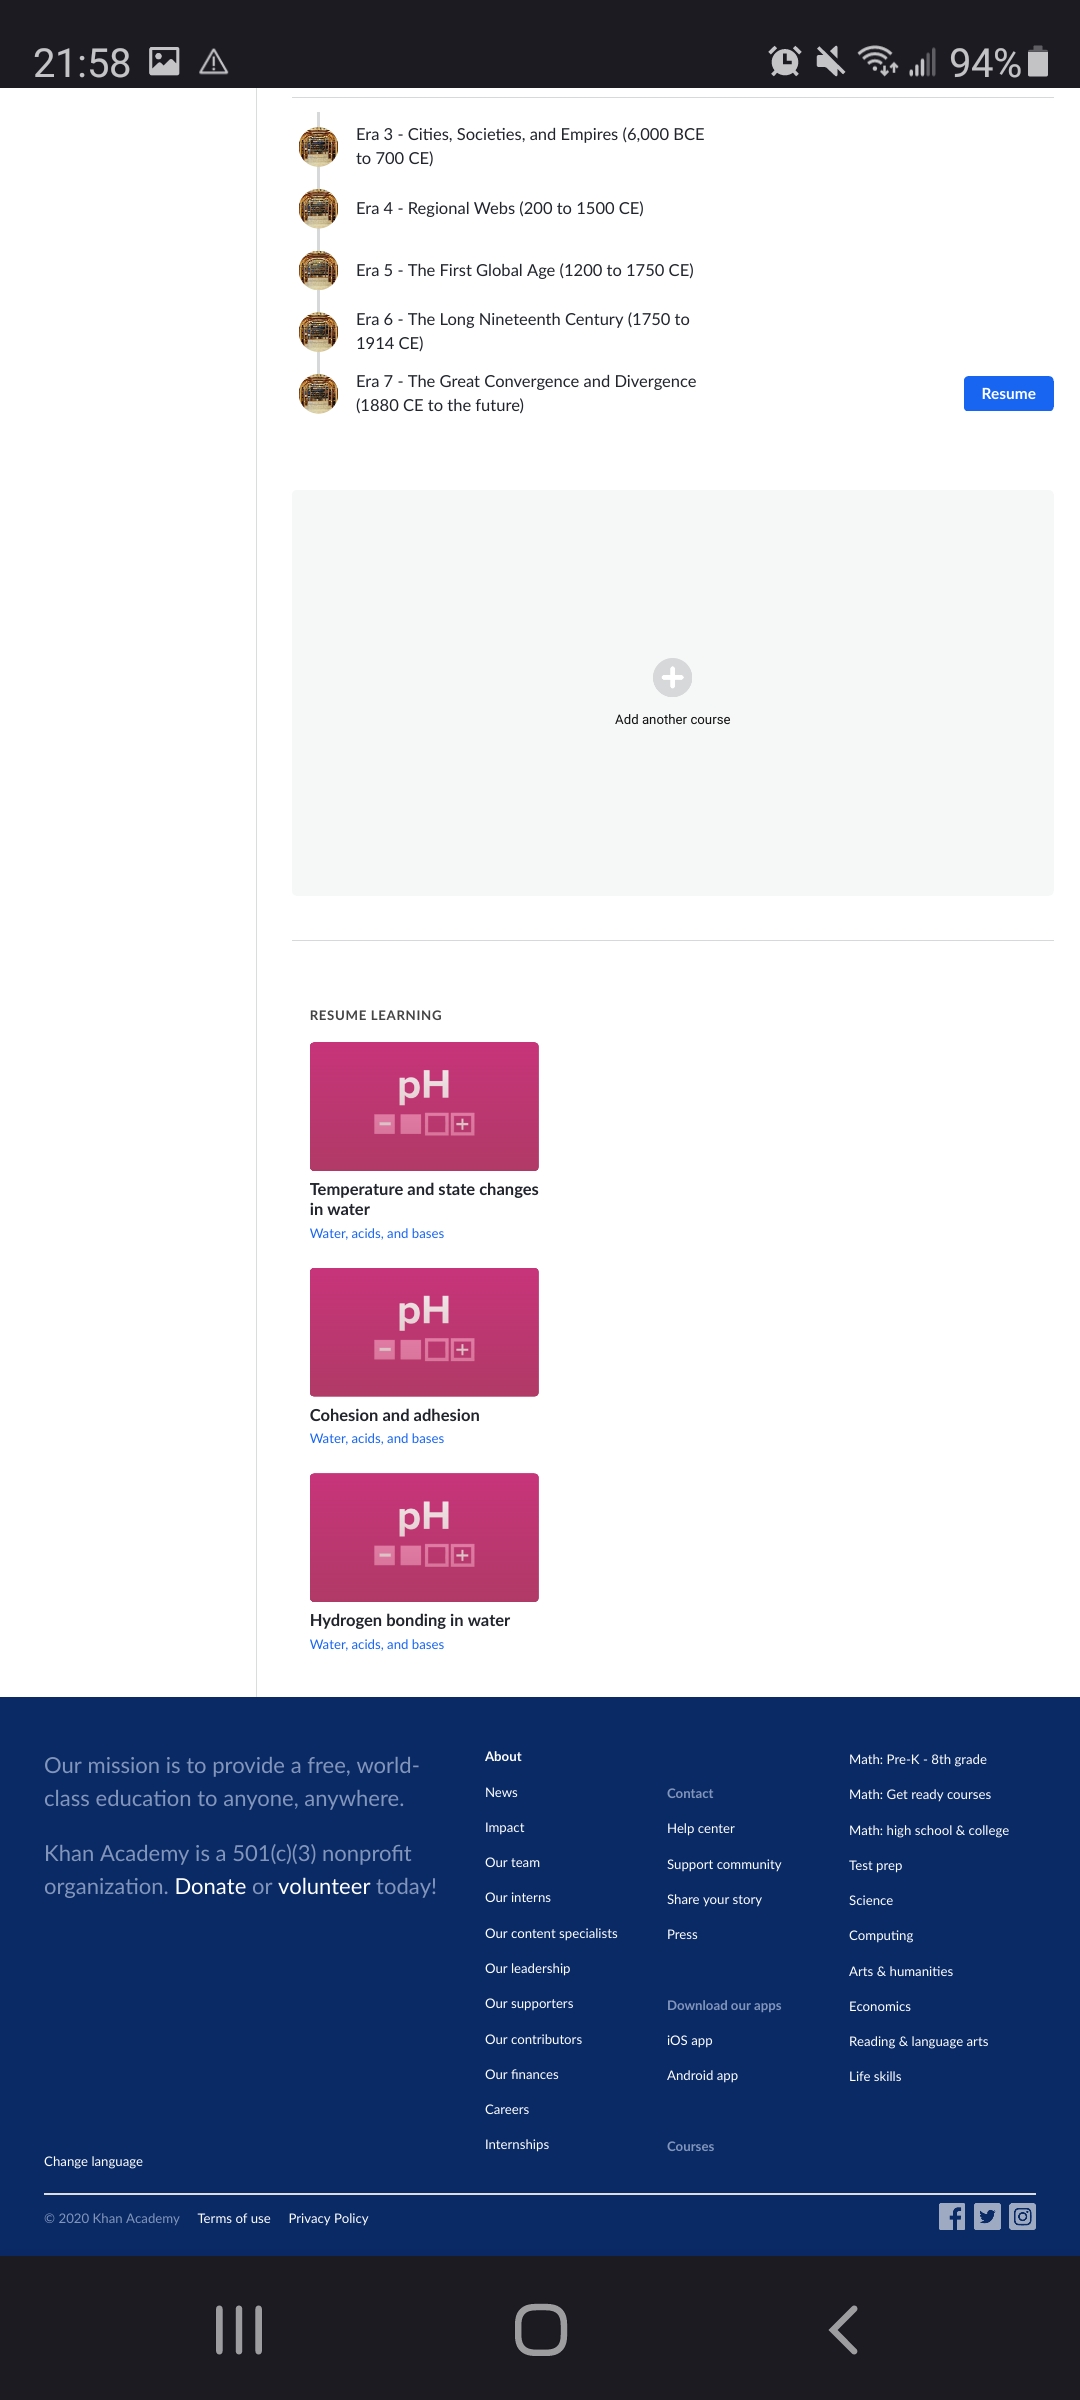 21:58
94%
Era 3 - Cities, Societies, and Empires (6,000 BCE
to 700 CE)
Era 4 - Regional Webs (200 to 1500 CE)
Era 5 - The First Global Age (1200 to 1750 CE)
Era 6 - The Long Nineteenth Century (1750 to
1914 CE)
Era 7 - The Great Convergence and Divergence
(1880 CE to the future)
Resume
Add another course
RESUME LEARNING
pH
Temperature and state changes
in water
Water, acids, and bases
pH
Cohesion and adhesion
Water, acids, and bases
pH
Hydrogen bonding in water
Water, acids, and bases
Our mission is to provide a free, world-
class education to anyone, anywhere.
Khan Academy is a 501(c)(3) nonprofit
organization. Donate or volunteer today!
Change language
About
News
Impact
Our team
Our interns
Our content specialists
Our leadership
Our supporters
Our contributors
Our finances
Careers
Internships
Contact
Help center
Support community
Share your story
Press
Download our apps
iOS app
Android app
Courses
Math: Pre-K - 8th grade
Math: Get ready courses
Math: high school & college
Test prep
Science
Computing
Arts & humanities
Economics
Reading & language arts
Life skills
© 2020 Khan Academy Terms of use Privacy Policy